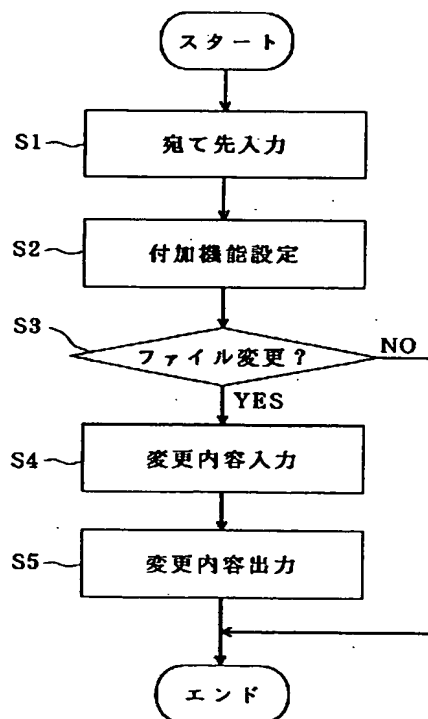 スタート
S1
宛て先入力
S2
付加機能設定
S3
ファイル変更?
NO
YES
S4
変更内容入力
S5
変更内容出力
エンド